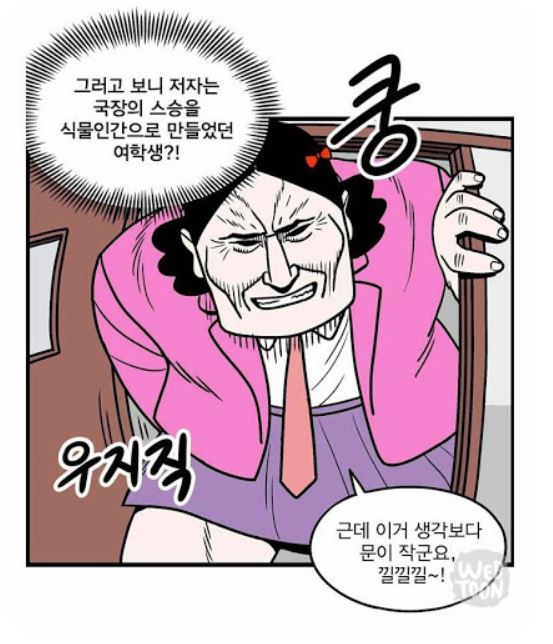 그러고 보니 저자는
국장의 스승을
식물인간으로 만들었던
여학생?!
쿵
우지직
근데 이거 생각보다
문이 작군요,
낄낄낄~!
WEB
TOON